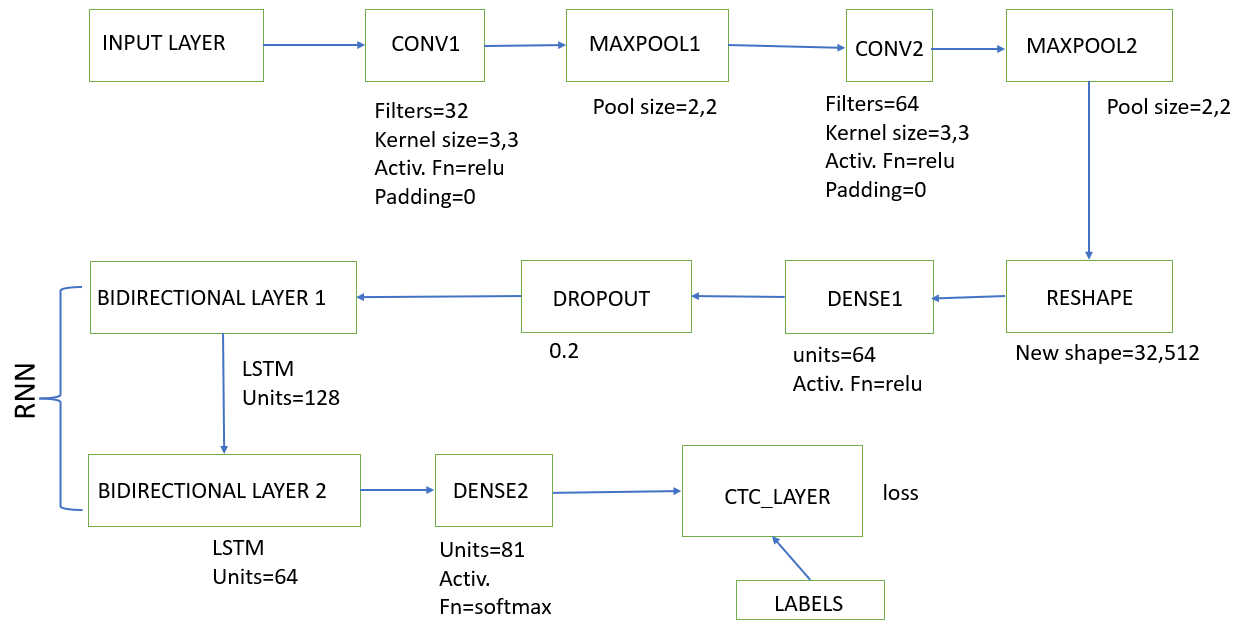 INPUT LAYER
CONV1
MAXPOOL1
CONV2
MAXPOOL2
Filters=32
Kernel size=3,3
Activ. Fn=relu
Padding=0
Pool size=2,2
Filters=64
Kernel size=3,3
Activ. Fn=relu
Padding=0
Pool size=2,2
RESHAPE
New shape=32,512
DENSE1
units=64
Activ. Fn=relu
DROPOUT
0.2
BIDIRECTIONAL LAYER 1
LSTM
Units=128
RNN
BIDIRECTIONAL LAYER 2
LSTM
Units=64
DENSE2
Units=81
Activ.
Fn=softmax
CTC_LAYER
loss
LABELS